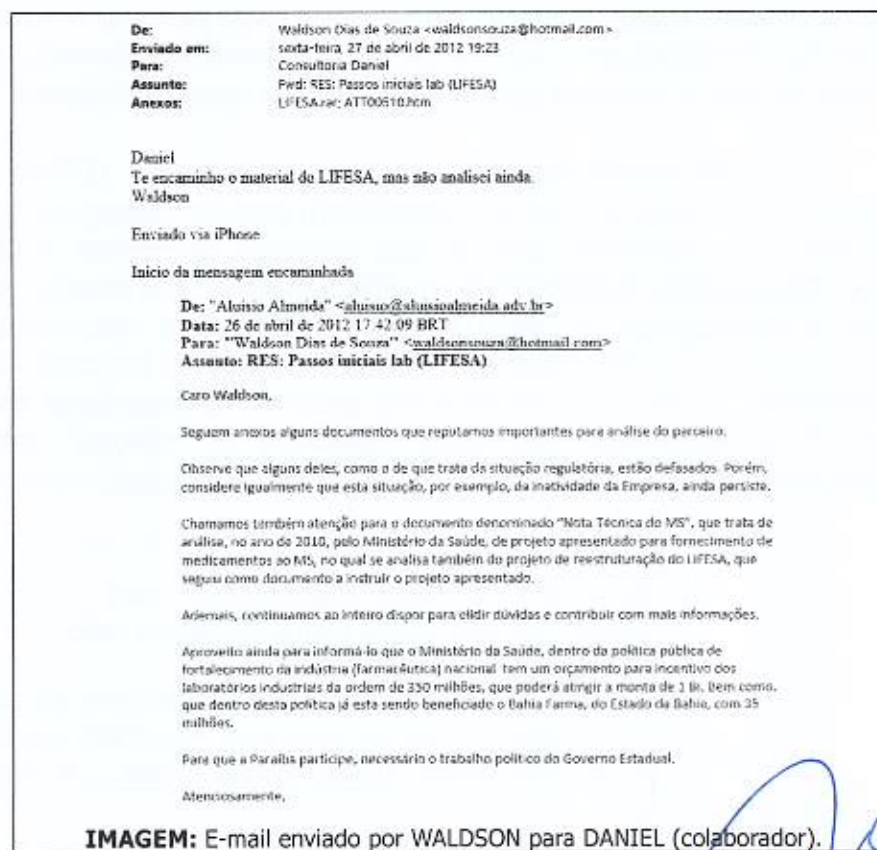 De: Waldson Dias de Souza <waldsonsouza@hotmail.com>
Enviado em: sexta-feira, 27 de abril de 2012 19:23
Para: Consultoria Daniel
Assunto: Fwd: RES: Passos iniciais lab (LIFESA)
Anexos: LIFESA.rar; ATT00510.htm
Daniel
Te encaminho o material do LIFESA, mas não analisei ainda.
Waldson
Enviado via iPhone
Início da mensagem encaminhada
De: "Aluisio Almeida" <aluisio@aluisioalmeida.adv.br>
Data: 26 de abril de 2012 17:42:09 BRT
Para: "'Waldson Dias de Souza'" <waldsonsouza@hotmail.com>
Assunto: RES: Passos iniciais lab (LIFESA)
Caro Waldson,
Seguem anexos alguns documentos que reputamos importantes para análise do parceiro.
Observe que alguns deles, como o de que trata da situação regulatória, estão defasados. Porém,
considere igualmente que esta situação, por exemplo, da inatividade da Empresa, ainda persiste.
Chamamos também atenção para o documento denominado "Nota Técnica do MS", que trata de
análise, no ano de 2010, pelo Ministério da Saúde, de projeto apresentado para fornecimento de
medicamentos ao MS, no qual se analisa também do projeto de reestruturação do LIFESA, que
seguiu como documento a instruir o projeto apresentado.
Ademais, continuamos ao inteiro dispor para elidir dúvidas e contribuir com mais informações.
Aproveito ainda para informá-lo que o Ministério da Saúde, dentro da política pública de
fortalecimento da indústria (farmacêutica) nacional tem um orçamento para incentivo dos
laboratórios industriais da ordem de 350 milhões, que poderá atingir a monta de 1 Bi. Bem como,
que dentro desta política já esta sendo beneficiado o Bahia Farma, do Estado da Bahia, com 35
milhões.
Para que a Paraíba participe, necessário o trabalho político do Governo Estadual.
Atenciosamente,
IMAGEM: E-mail enviado por WALDSON para DANIEL (colaborador).